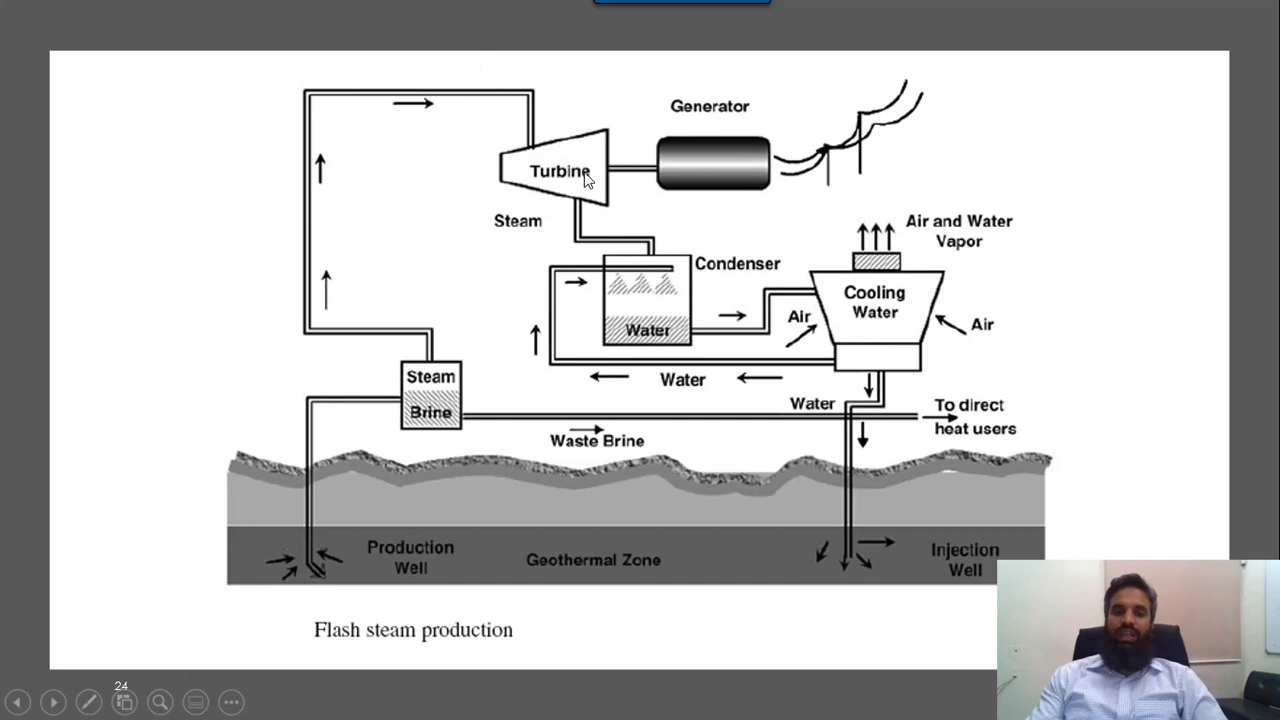 Generator
Turbine
Steam
Air and Water
Vapor
Condenser
Cooling
Water
Air
Air
Water
Steam
Water
Brine
Water
To direct
heat users
Waste Brine
Production
Well
Geothermal Zone
Injection
Well
Flash steam production
24